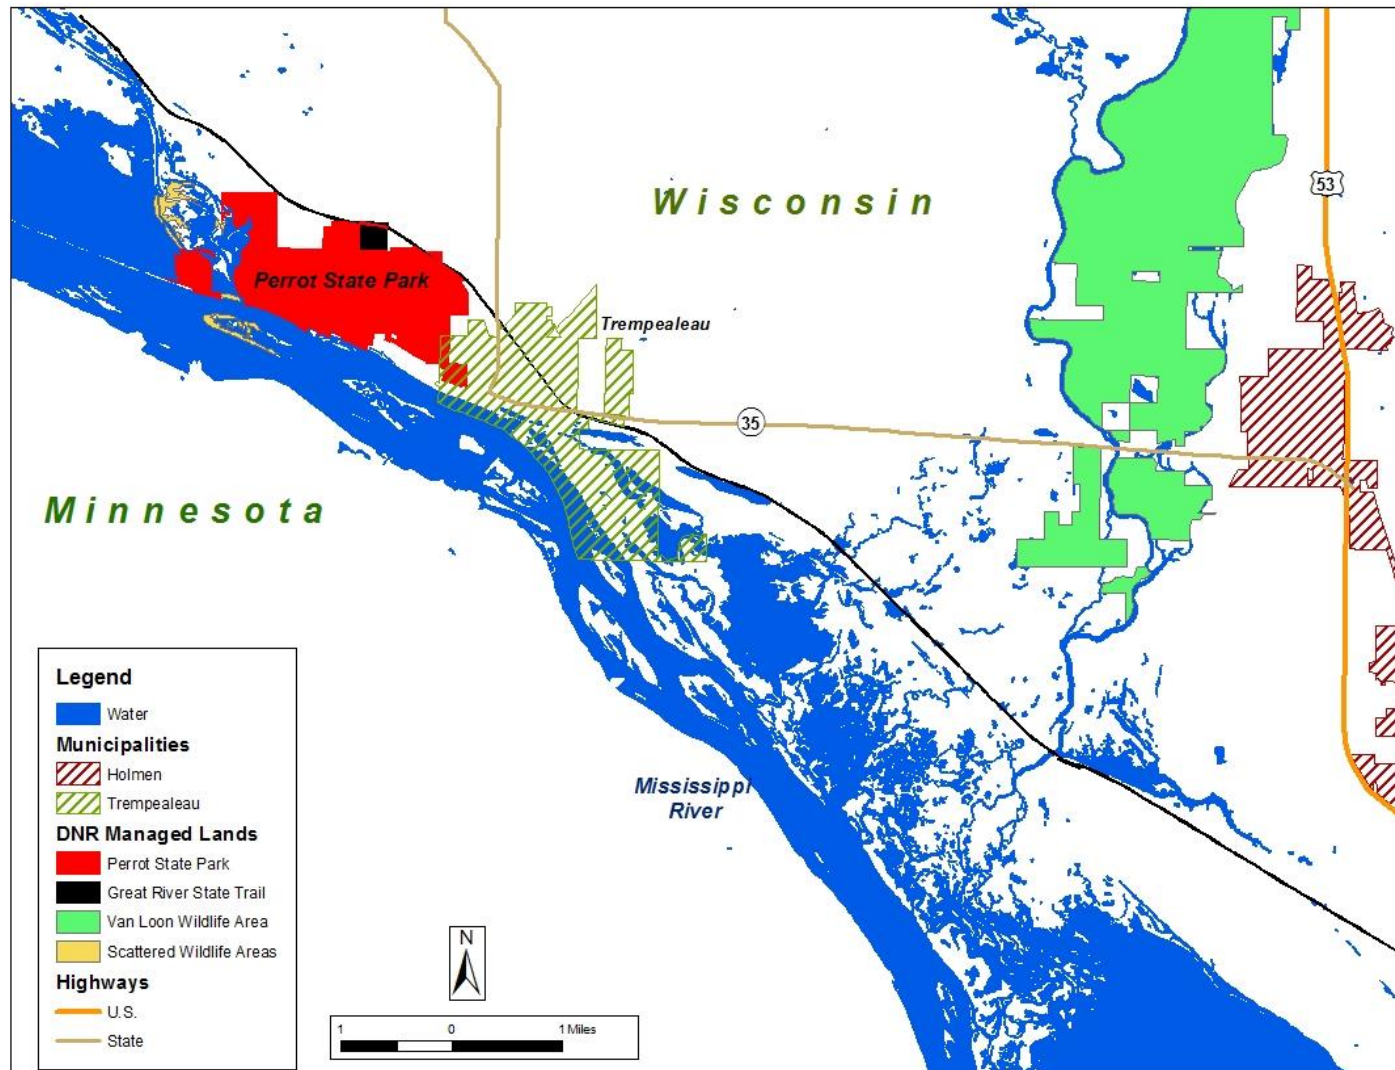 Wisconsin
53
Perrot State Park
Trempealeau
35
Minnesota
Mississippi
River
Legend
Water
Municipalities
Holmen
Trempealeau
DNR Managed Lands
Perrot State Park
Great River State Trail
Van Loon Wildlife Area
Scattered Wildlife Areas
Highways
U.S.
State
N
1 0 1 Miles